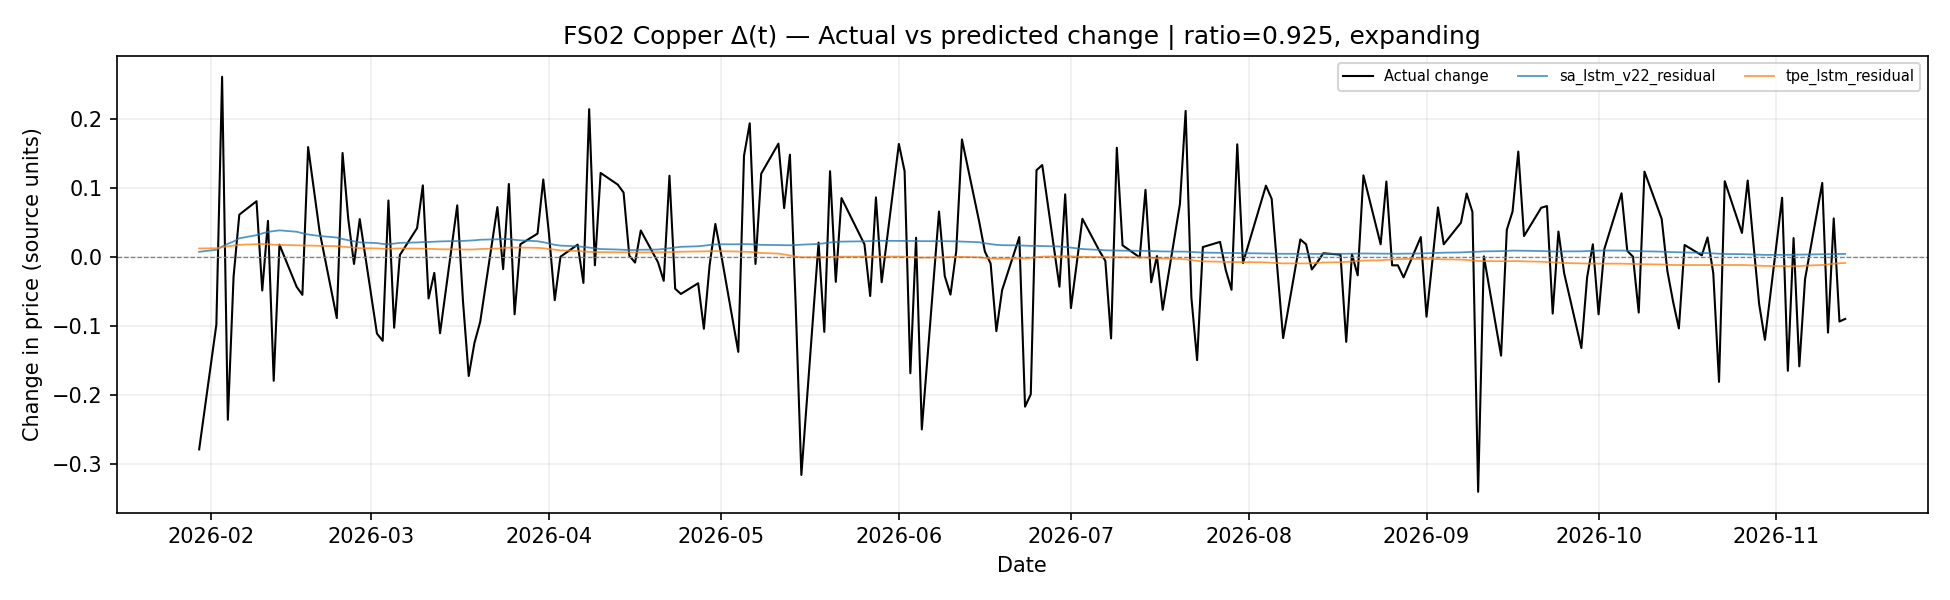 FS02 Copper Δ(t) — Actual vs predicted change | ratio=0.925, expanding
Actual change
sa_lstm_v22_residual
tpe_lstm_residual
Change in price (source units)
0.2
0.1
0.0
−0.1
−0.2
−0.3
2026-02
2026-03
2026-04
2026-05
2026-06
2026-07
2026-08
2026-09
2026-10
2026-11
Date